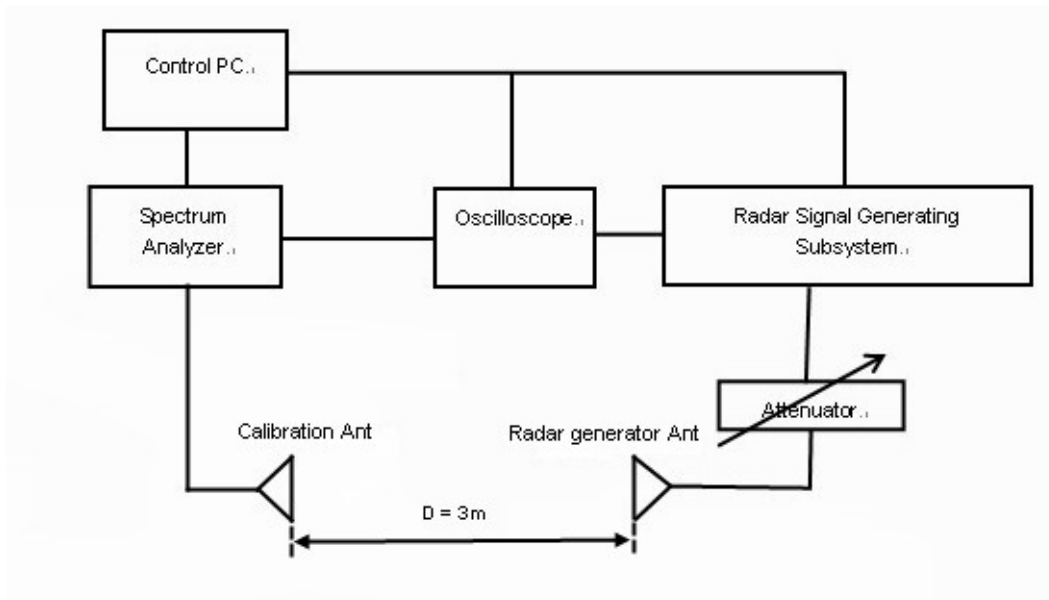 Control PC
Spectrum
Analyzer
Oscilloscope
Radar Signal Generating
Subsystem
Attenuator
Calibration Ant
Radar generator Ant
D = 3m